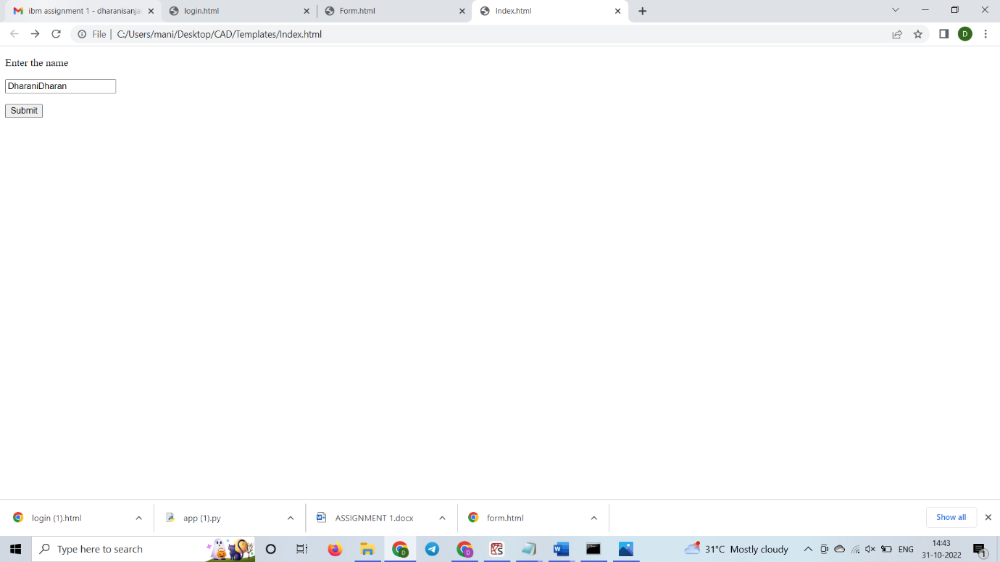 ibm assignment 1 - dharanisanja
login.html
Form.html
Index.html
File | C:/Users/mani/Desktop/CAD/Templates/Index.html
D
Enter the name
DharaniDharan
Submit
login (1).html
app (1).py
ASSIGNMENT 1.docx
form.html
Show all
Type here to search
31°C Mostly cloudy
ENG
14:43
31-10-2022
1